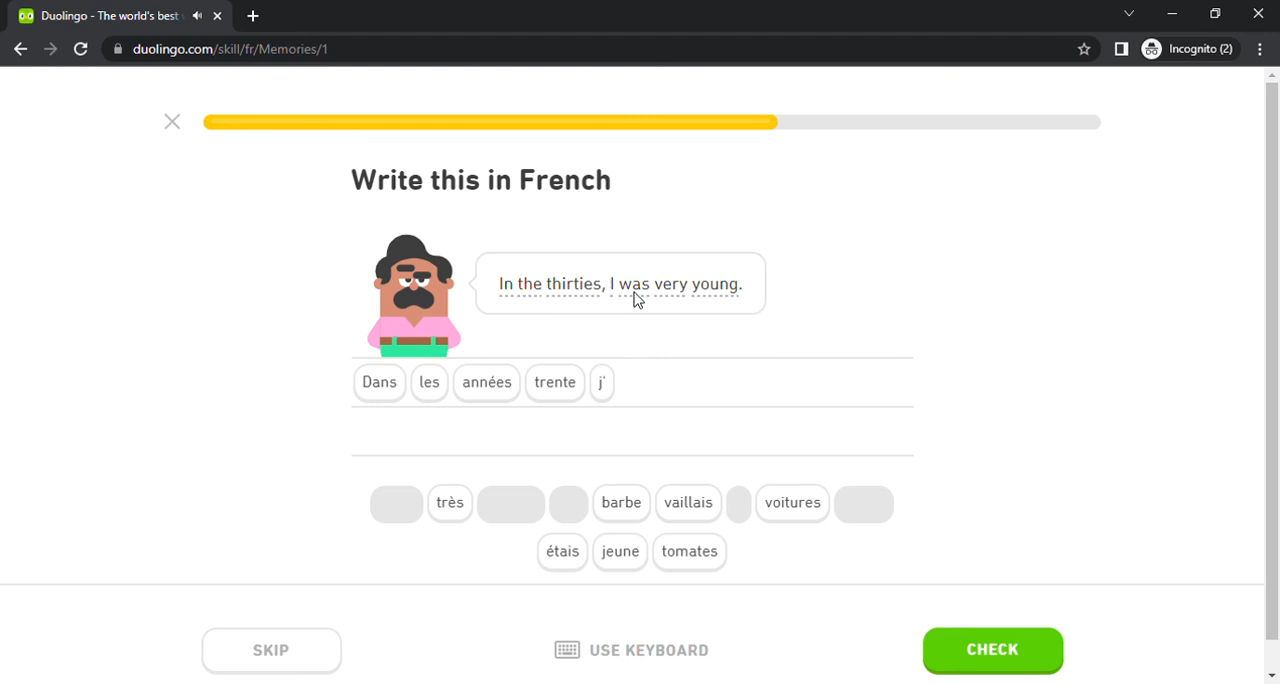 Duolingo - The world's best
duolingo.com/skill/fr/Memories/1
Incognito (2)
Write this in French
In the thirties, I was very young.
Dans les années trente j'
très barbe vaillais voitures
étais jeune tomates
SKIP USE KEYBOARD CHECK